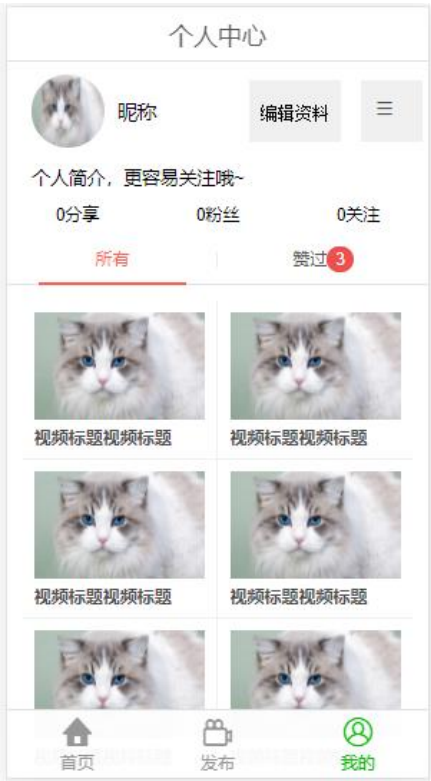 个人中心
昵称
编辑资料
个人简介，更容易关注哦~
0分享 0粉丝 0关注
所有 赞过 3
视频标题视频标题 视频标题视频标题
视频标题视频标题 视频标题视频标题
首页 发布 我的